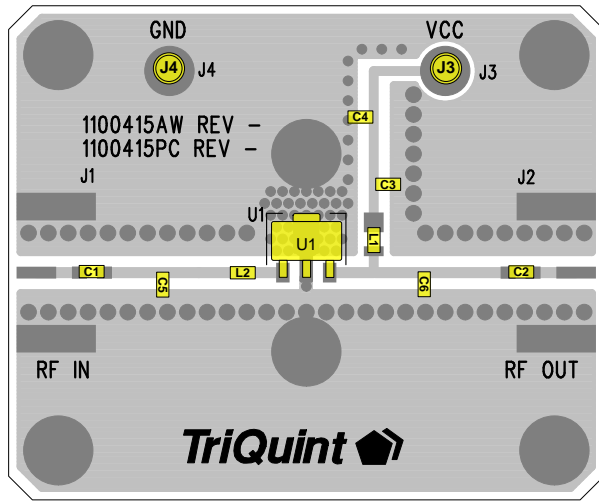 GND
VCC
J4
J4
J3
J3
C4
1100415AW REV -
1100415PC REV -
J1
C3
J2
U1
U1
L1
C1
C5
L2
C6
C2
RF IN
RF OUT
TriQuint